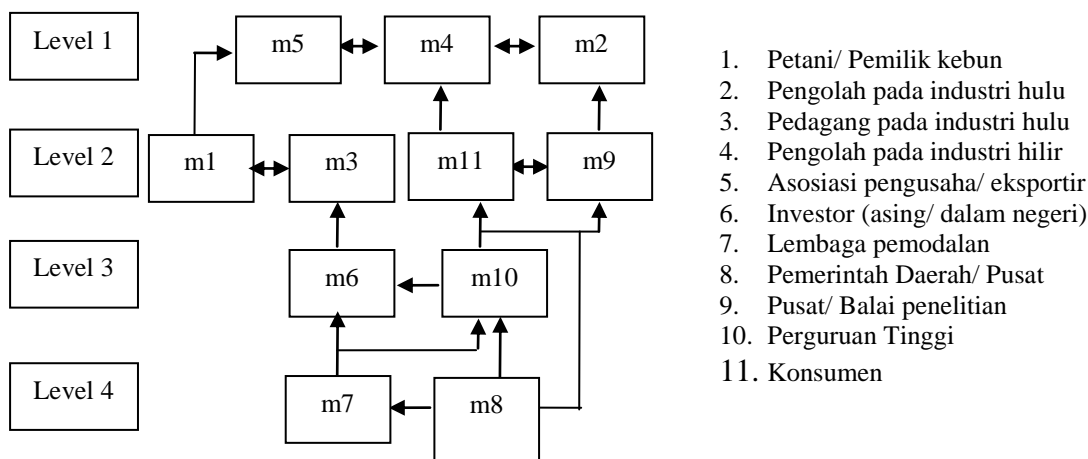 Level 1
m5
m4
m2
Level 2
m1
m3
m11
m9
Level 3
m6
m10
Level 4
m7
m8
1. Petani/ Pemilik kebun
2. Pengolah pada industri hulu
3. Pedagang pada industri hulu
4. Pengolah pada industri hilir
5. Asosiasi pengusaha/ eksportir
6. Investor (asing/ dalam negeri)
7. Lembaga pemodalan
8. Pemerintah Daerah/ Pusat
9. Pusat/ Balai penelitian
10. Perguruan Tinggi
11. Konsumen